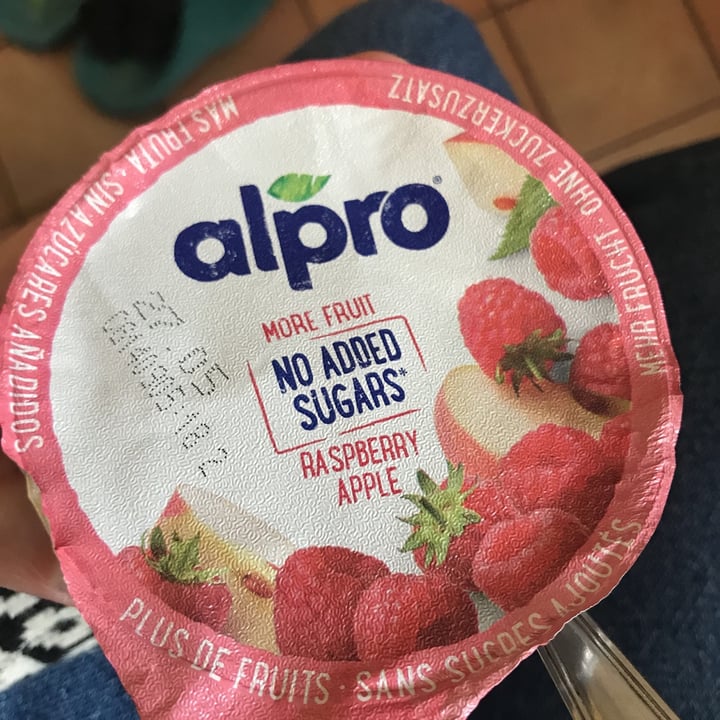 alpro®
MORE FRUIT
NO ADDED
SUGARS*
RASPBERRY
APPLE
MÁS FRUTA · SIN AZÚCARES AÑADIDOS
MEHR FRUCHT · OHNE ZUCKERZUSATZ
PLUS DE FRUITS · SANS SUCRES AJOUTÉS